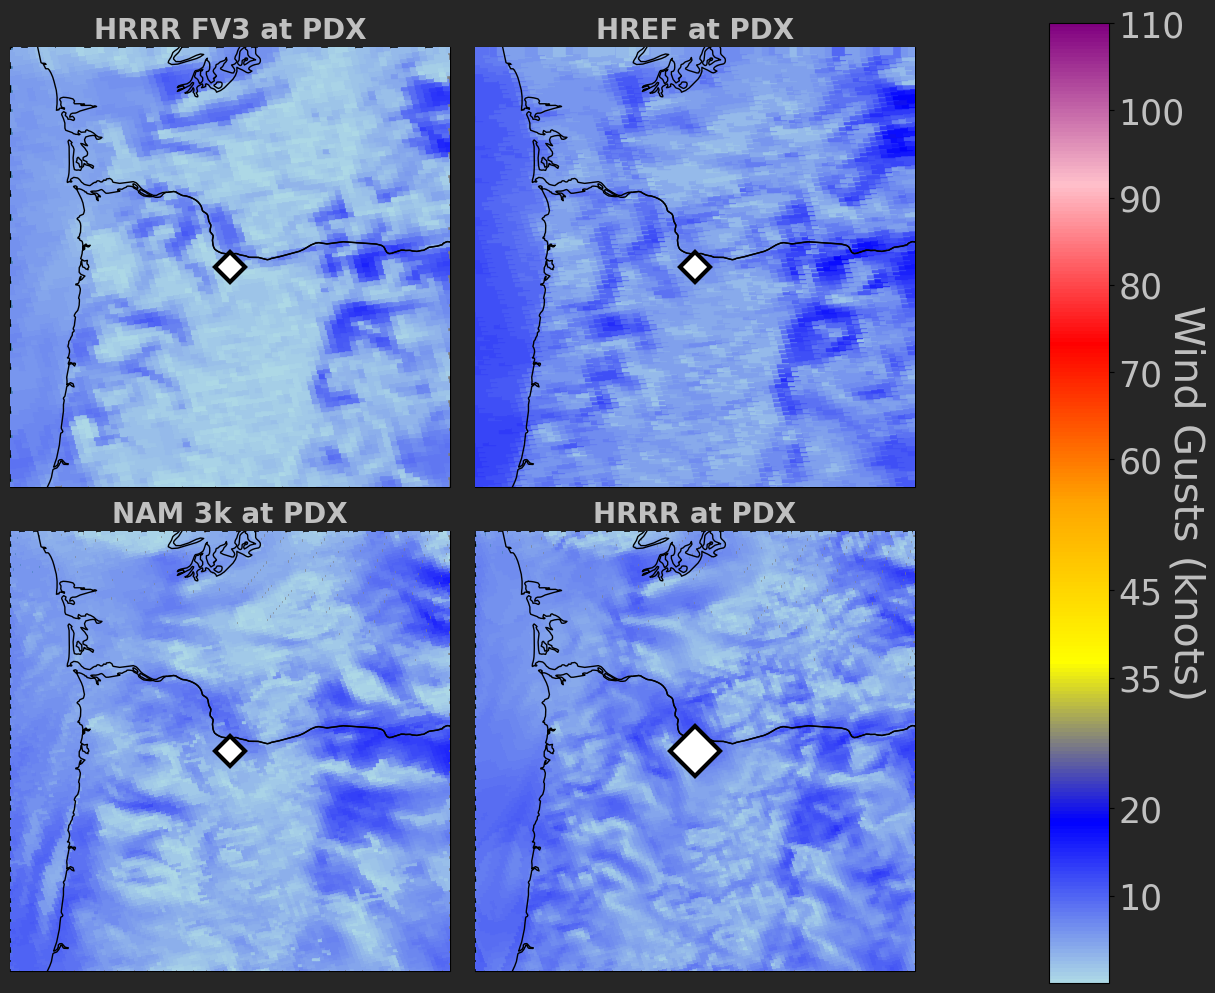 HRRR FV3 at PDX
HREF at PDX
NAM 3k at PDX
HRRR at PDX
110
100
90
80
70
60
45
35
20
10
Wind Gusts (knots)